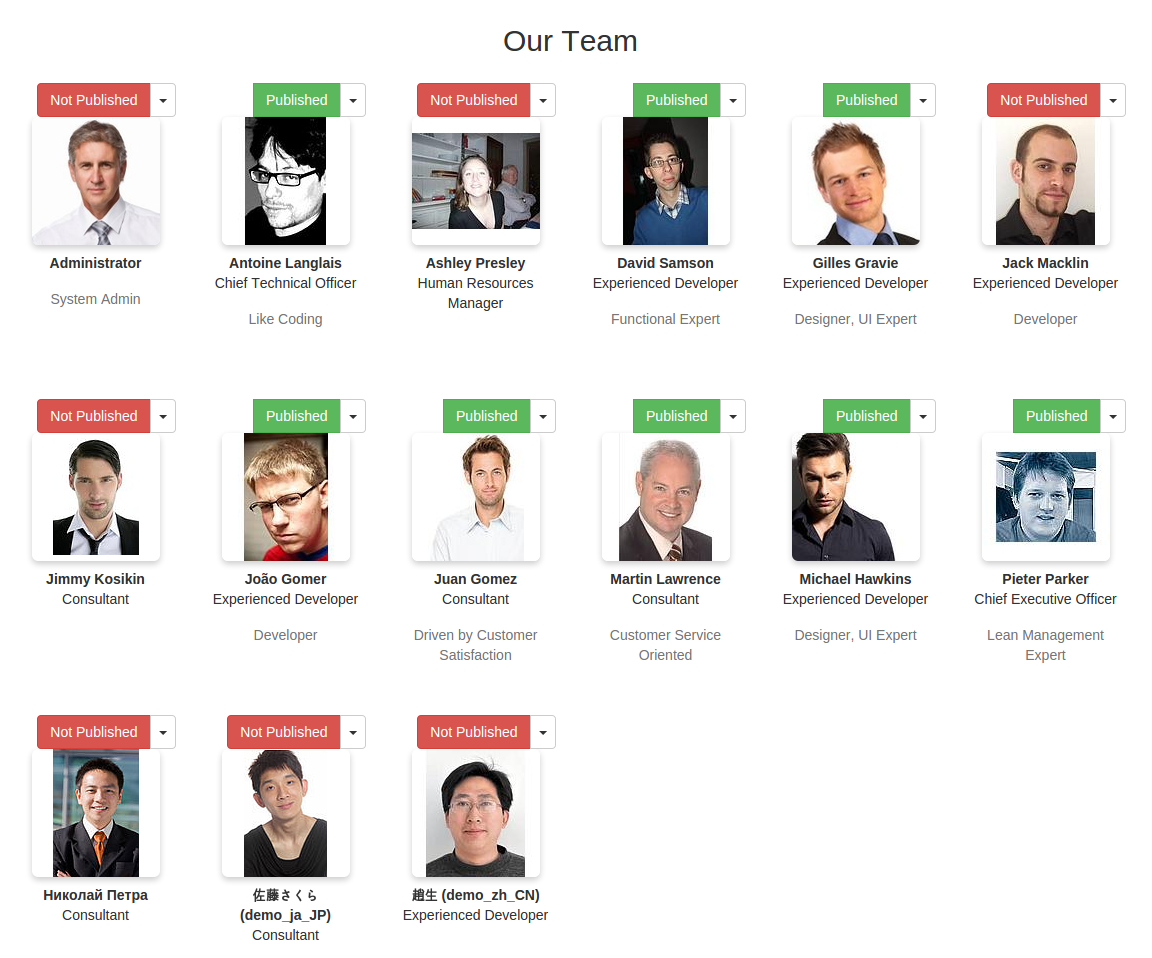 Our Team
Not Published
Published
Not Published
Published
Published
Not Published
Administrator
System Admin
Antoine Langlais
Chief Technical Officer
Like Coding
Ashley Presley
Human Resources
Manager
David Samson
Experienced Developer
Functional Expert
Gilles Gravie
Experienced Developer
Designer, UI Expert
Jack Macklin
Experienced Developer
Developer
Not Published
Published
Published
Published
Published
Published
Jimmy Kosikin
Consultant
João Gomer
Experienced Developer
Developer
Juan Gomez
Consultant
Driven by Customer
Satisfaction
Martin Lawrence
Consultant
Customer Service
Oriented
Michael Hawkins
Experienced Developer
Designer, UI Expert
Pieter Parker
Chief Executive Officer
Lean Management
Expert
Not Published
Not Published
Not Published
Николай Петра
Consultant
佐藤さくら
(demo_ja_JP)
Consultant
趙生 (demo_zh_CN)
Experienced Developer